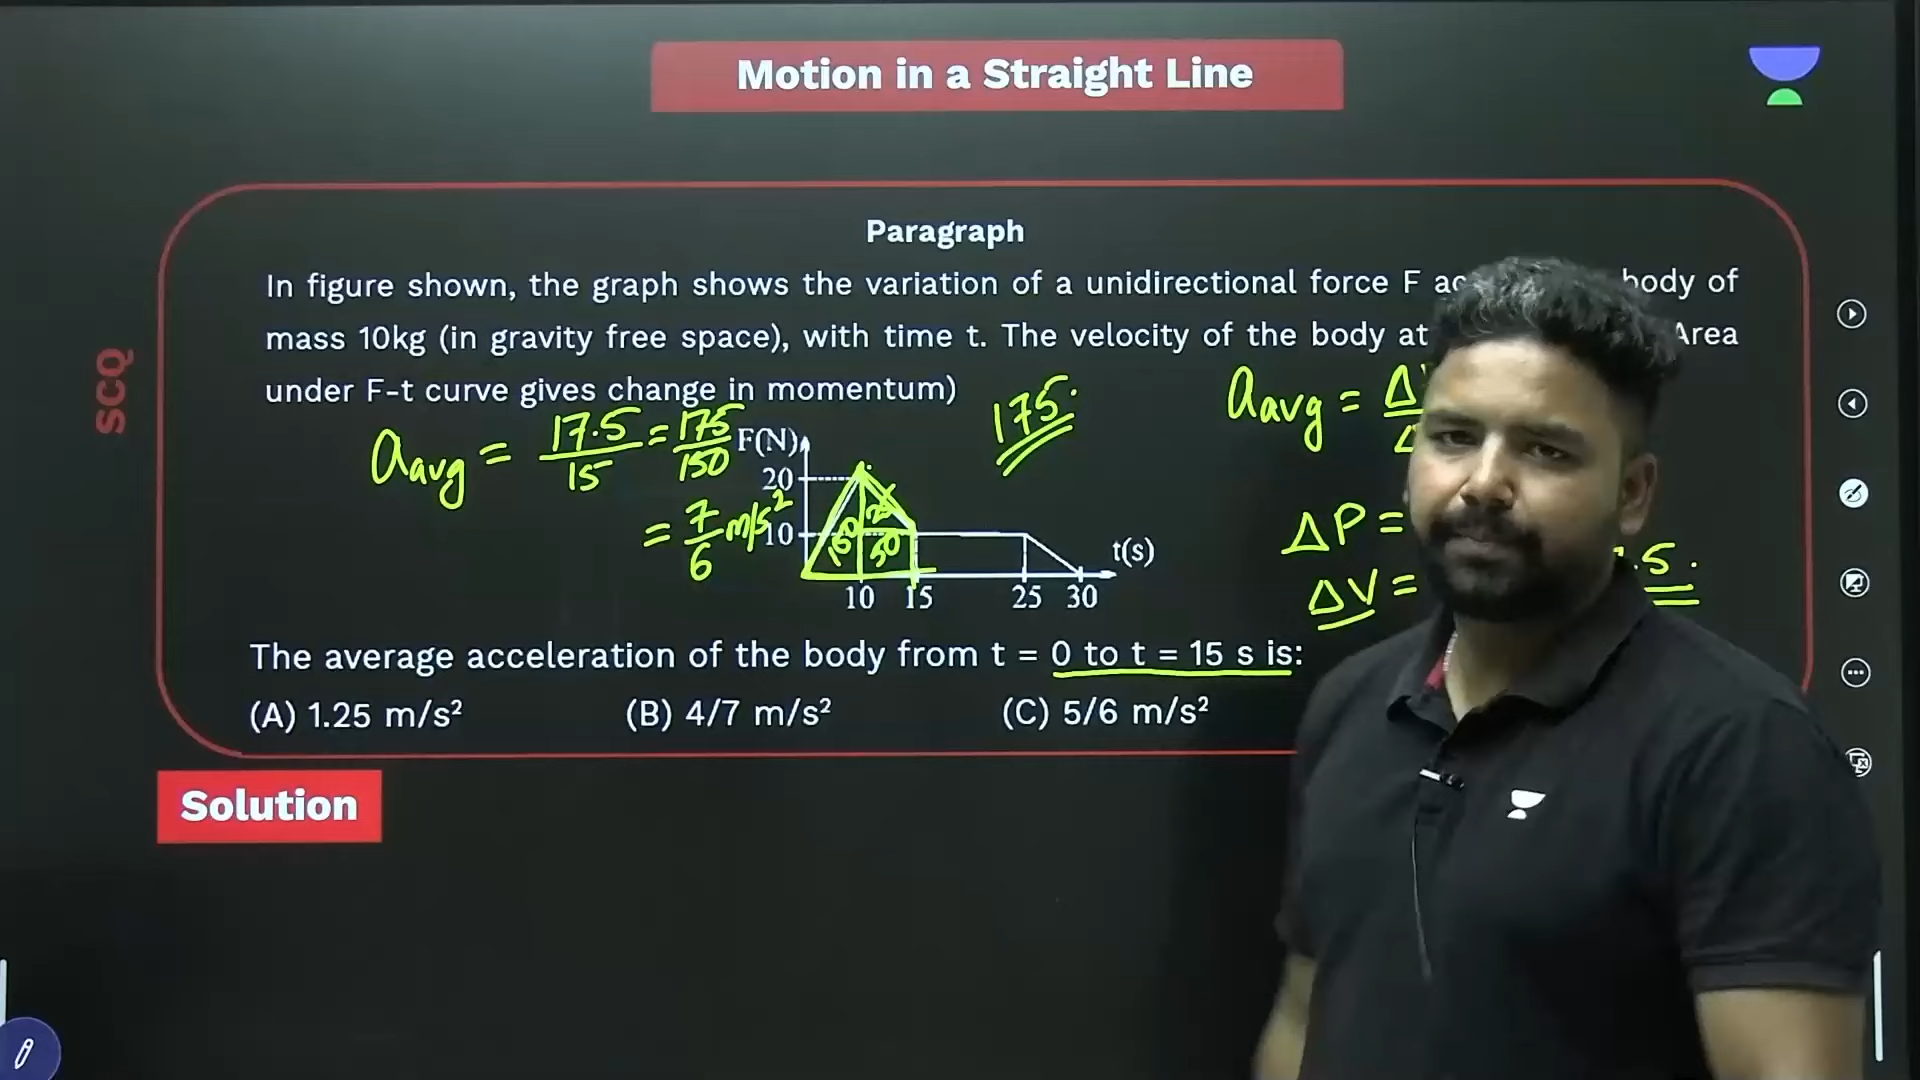 Motion in a Straight Line
SCQ
Paragraph
In figure shown, the graph shows the variation of a unidirectional force F body of
mass 10kg (in gravity free space), with time t. The velocity of the body at Area
under F-t curve gives change in momentum)
175.
aavg =
aavg = 17.5/15 = 175/150
= 7/6 m/s²
F(N)
20
10
50
t(s)
10 15 25 30
ΔP =
ΔV =
The average acceleration of the body from t = 0 to t = 15 s is:
(A) 1.25 m/s² (B) 4/7 m/s² (C) 5/6 m/s²
Solution